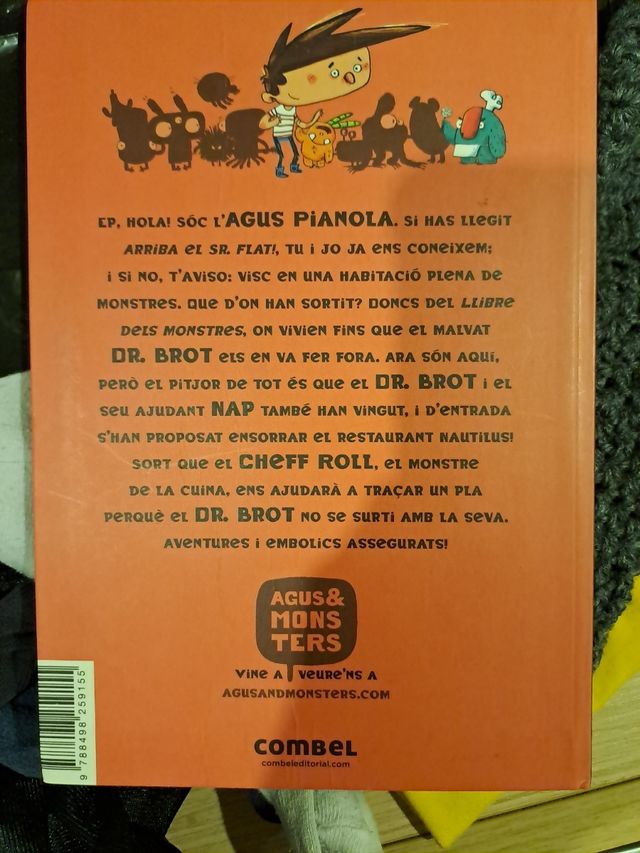 Ep, hola! Sóc l'AGUS PIANOLA. Si has llegit
Arriba el Sr. Flat!, tu i jo ja ens coneixem;
i si no, t'aviso: visc en una habitació plena de
monstres. Que d'on han sortit? Doncs del Llibre
dels monstres, on vivien fins que el malvat
DR. BROT els en va fer fora. Ara són aquí,
però el pitjor de tot és que el DR. BROT i el
seu ajudant NAP també han vingut, i d'entrada
s'han proposat ensorrar el restaurant Nautilus!
Sort que el CHEFF ROLL, el monstre
de la cuina, ens ajudarà a traçar un pla
perquè el DR. BROT no se surti amb la seva.
Aventures i embolics assegurats!
AGUS&
MONS
TERS
Vine a veure'ns a
agusandmonsters.com
combel
combeleditorial.com
9 788498 259155